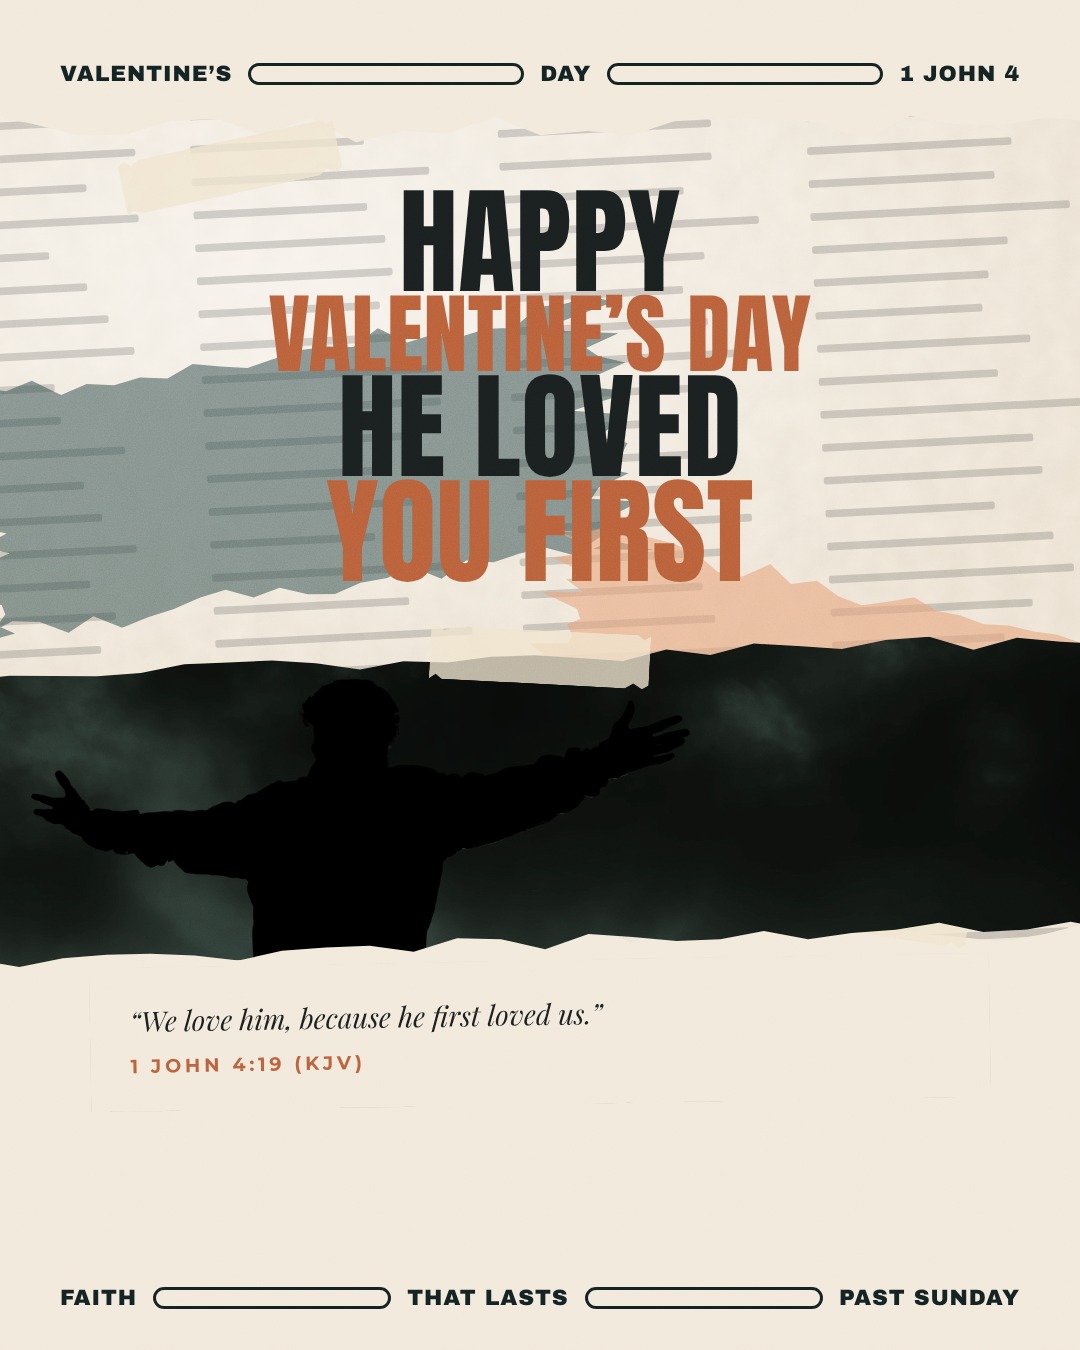 VALENTINE’S DAY 1 JOHN 4
HAPPY
VALENTINE’S DAY
HE LOVED
YOU FIRST
“We love him, because he first loved us.”
1 JOHN 4:19 (KJV)
FAITH THAT LASTS PAST SUNDAY